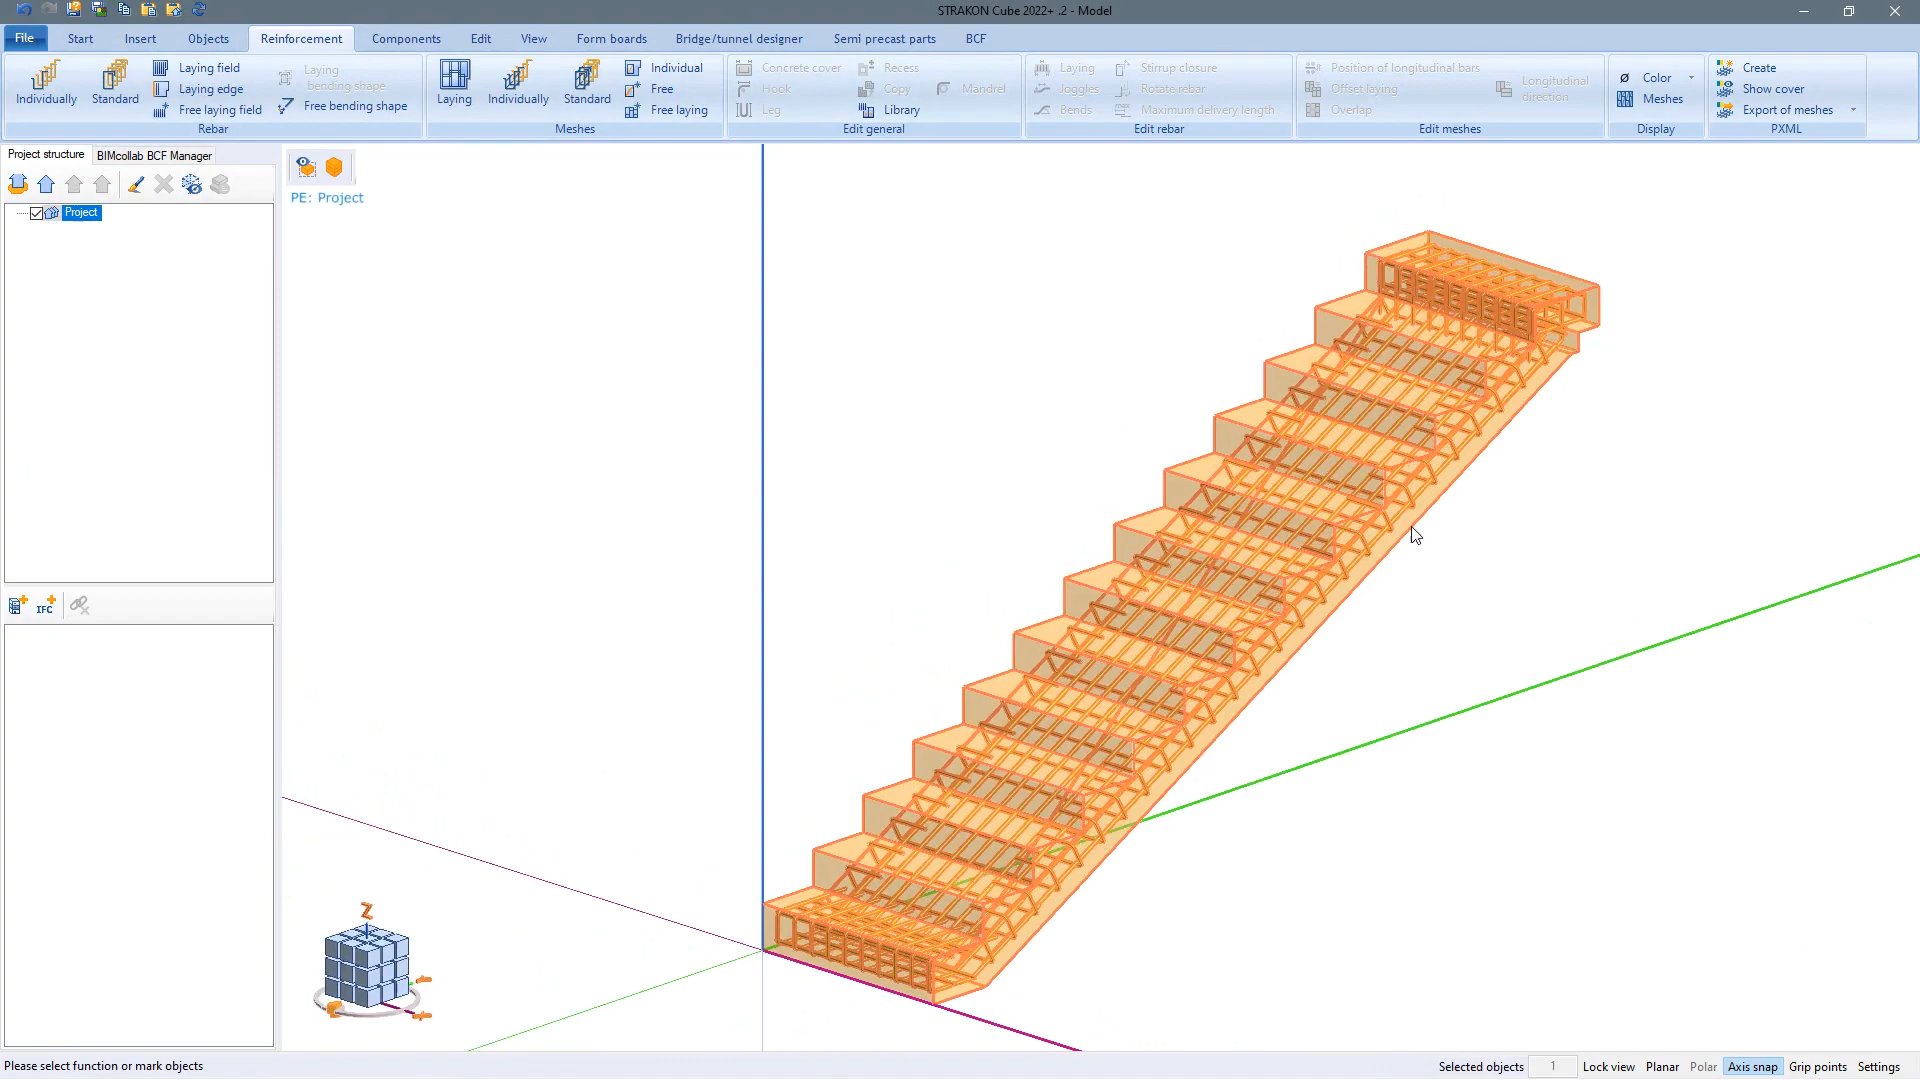 STRAKON Cube 2022+ .2 - Model
File Start Insert Objects Reinforcement Components Edit View Form boards Bridge/tunnel designer Semi precast parts BCF
Individually
Standard
Laying field
Laying edge
Free laying field
Laying
bending shape
Free bending shape
Rebar
Laying
Individually
Standard
Individual
Free
Free laying
Meshes
Concrete cover
Hook
Leg
Recess
Copy
Library
Mandrel
Edit general
Laying
Joggles
Bends
Stirrup closure
Rotate rebar
Maximum delivery length
Edit rebar
Position of longitudinal bars
Offset laying
Overlap
Longitudinal
direction
Edit meshes
Color
Meshes
Display
Create
Show cover
Export of meshes
PXML
Project structure
BIMcollab BCF Manager
Project
IFC
PE: Project
Z
Please select function or mark objects
Selected objects 1 Lock view Planar Polar Axis snap Grip points Settings